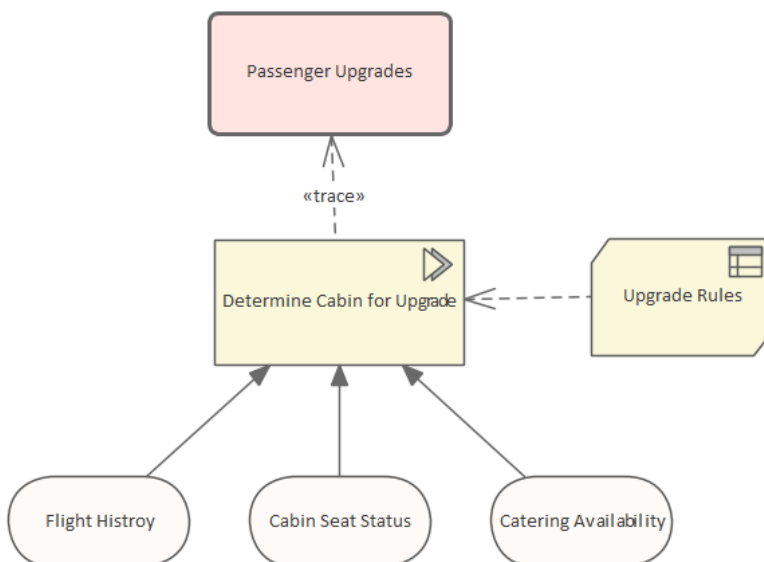 Passenger Upgrades
«trace»
Determine Cabin for Upgrade
Upgrade Rules
Flight Histroy
Cabin Seat Status
Catering Availability